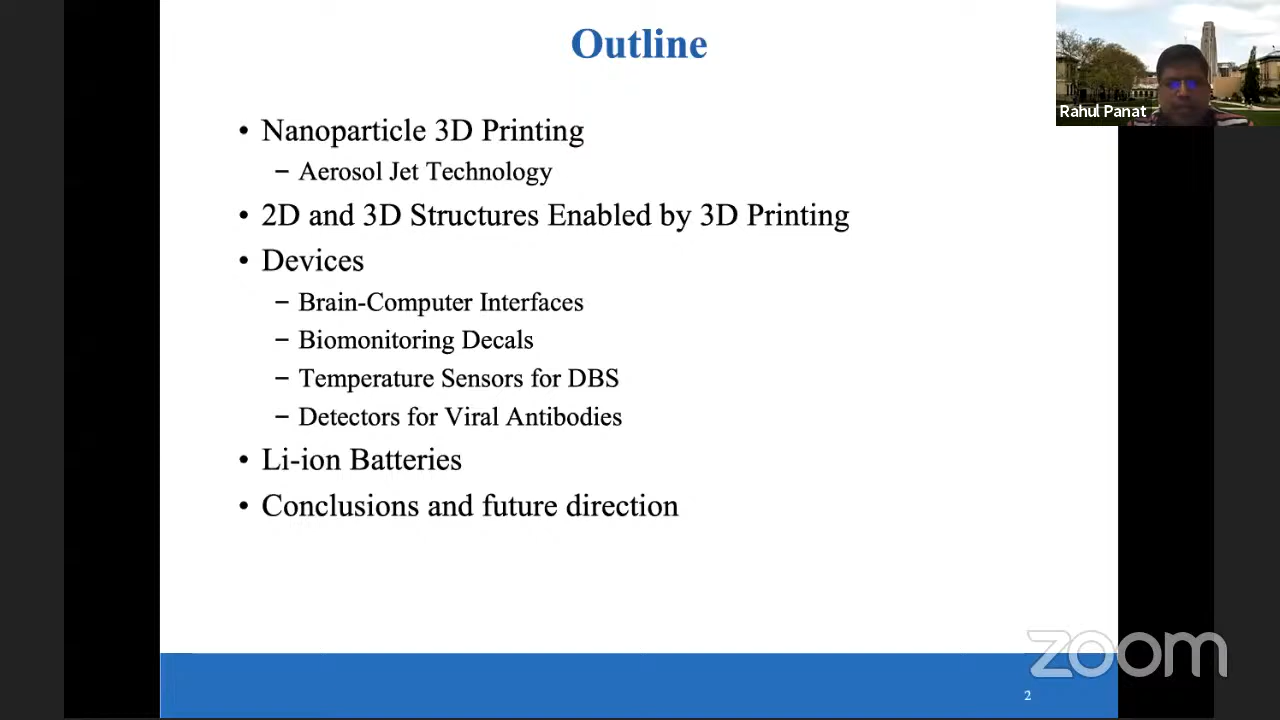 Outline
Rahul Panat
• Nanoparticle 3D Printing
– Aerosol Jet Technology
• 2D and 3D Structures Enabled by 3D Printing
• Devices
– Brain-Computer Interfaces
– Biomonitoring Decals
– Temperature Sensors for DBS
– Detectors for Viral Antibodies
• Li-ion Batteries
• Conclusions and future direction
zoom
2